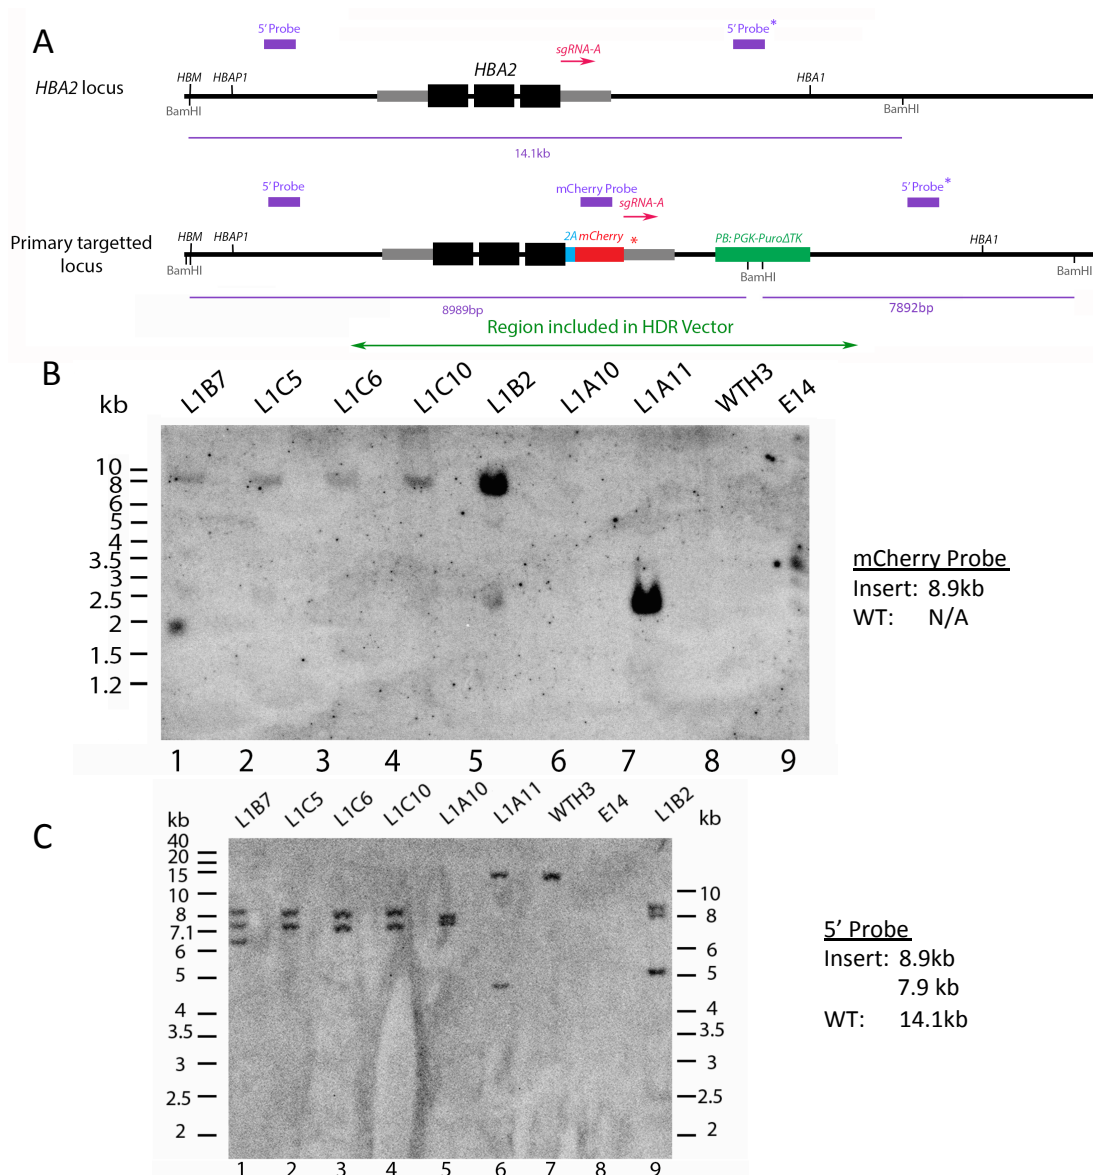 A
5' Probe
5' Probe*
sgRNA-A
HBA2
HBA2 locus
HBM
HBAP1
HBA1
BamHI
BamHI
14.1kb
5' Probe
mCherry Probe
5' Probe*
sgRNA-A
Primary targetted
locus
HBM
HBAP1
2A mCherry
*
PB: PGK-PuroΔTK
HBA1
BamHI
BamHI
BamHI
8989bp
7892bp
Region included in HDR Vector
B
kb
L1B7
L1C5
L1C6
L1C10
L1B2
L1A10
L1A11
WTH3
E14
10
8
6
5
4
3.5
3
2.5
2
1.5
1.2
1 2 3 4 5 6 7 8 9
mCherry Probe
Insert: 8.9kb
WT: N/A
C
kb
L1B7
L1C5
L1C6
L1C10
L1A10
L1A11
WTH3
E14
L1B2
kb
40
20
15
10
8
7.1
6
5
4
3.5
3
2.5
2
10
8
6
5
4
3.5
3
2.5
2
1 2 3 4 5 6 7 8 9
5' Probe
Insert: 8.9kb
7.9 kb
WT: 14.1kb